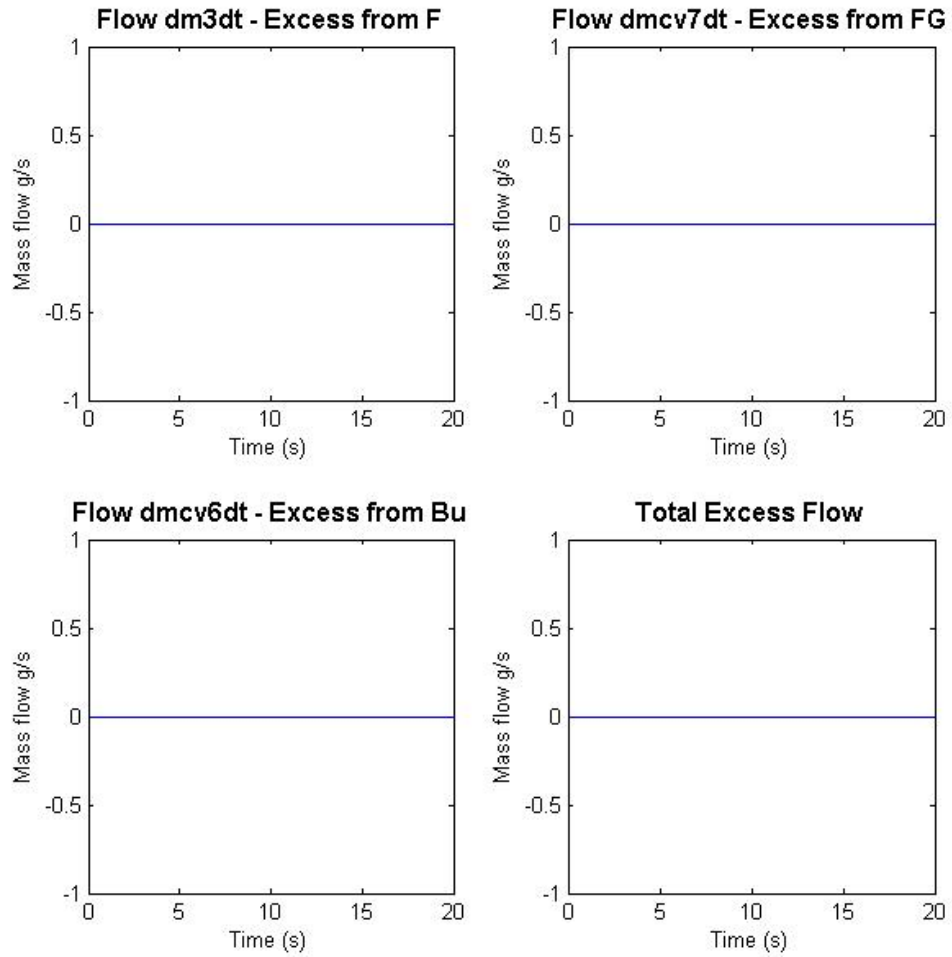 Flow dm3dt - Excess from F
1
0.5
0
-0.5
-1
Mass flow g/s
0 5 10 15 20
Time (s)
Flow dmcv7dt - Excess from FG
1
0.5
0
-0.5
-1
Mass flow g/s
0 5 10 15 20
Time (s)
Flow dmcv6dt - Excess from Bu
1
0.5
0
-0.5
-1
Mass flow g/s
0 5 10 15 20
Time (s)
Total Excess Flow
1
0.5
0
-0.5
-1
Mass flow g/s
0 5 10 15 20
Time (s)